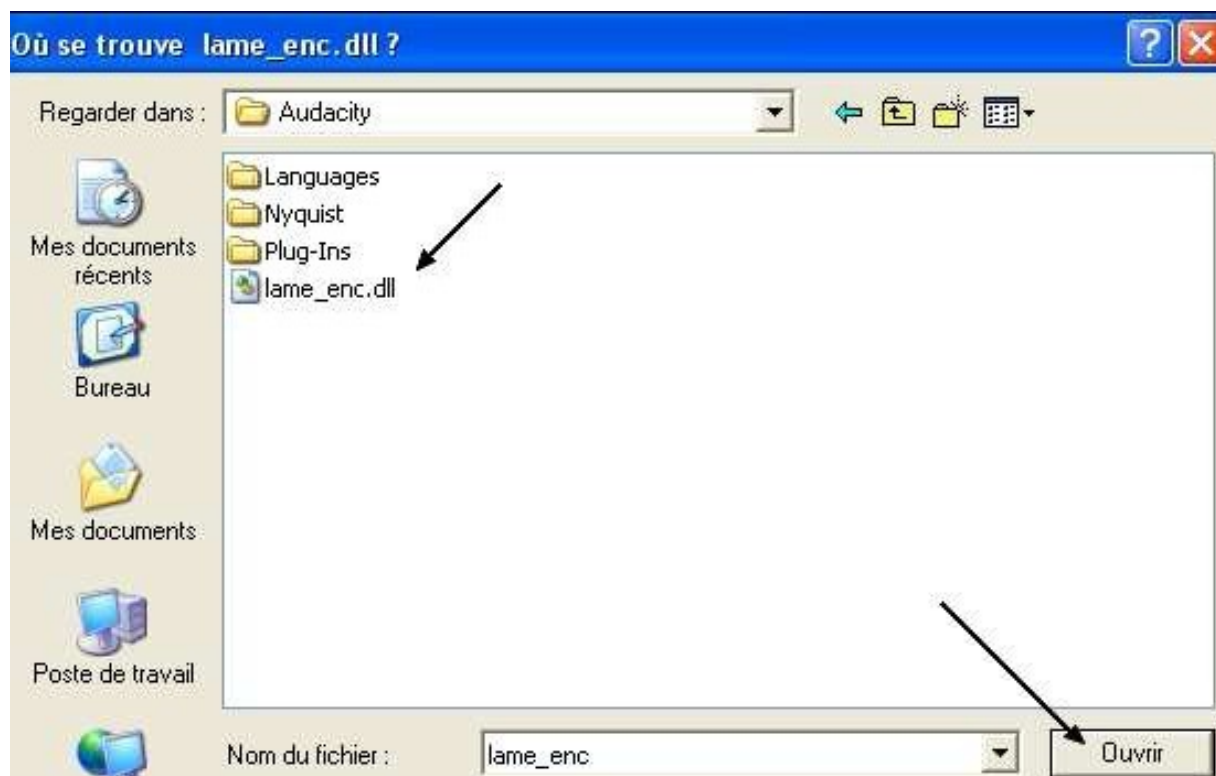 Où se trouve lame_enc.dll ?
Regarder dans :
Audacity
Languages
Nyquist
Plug-Ins
lame_enc.dll
Mes documents
récents
Bureau
Mes documents
Poste de travail
Nom du fichier :
lame_enc
Ouvrir